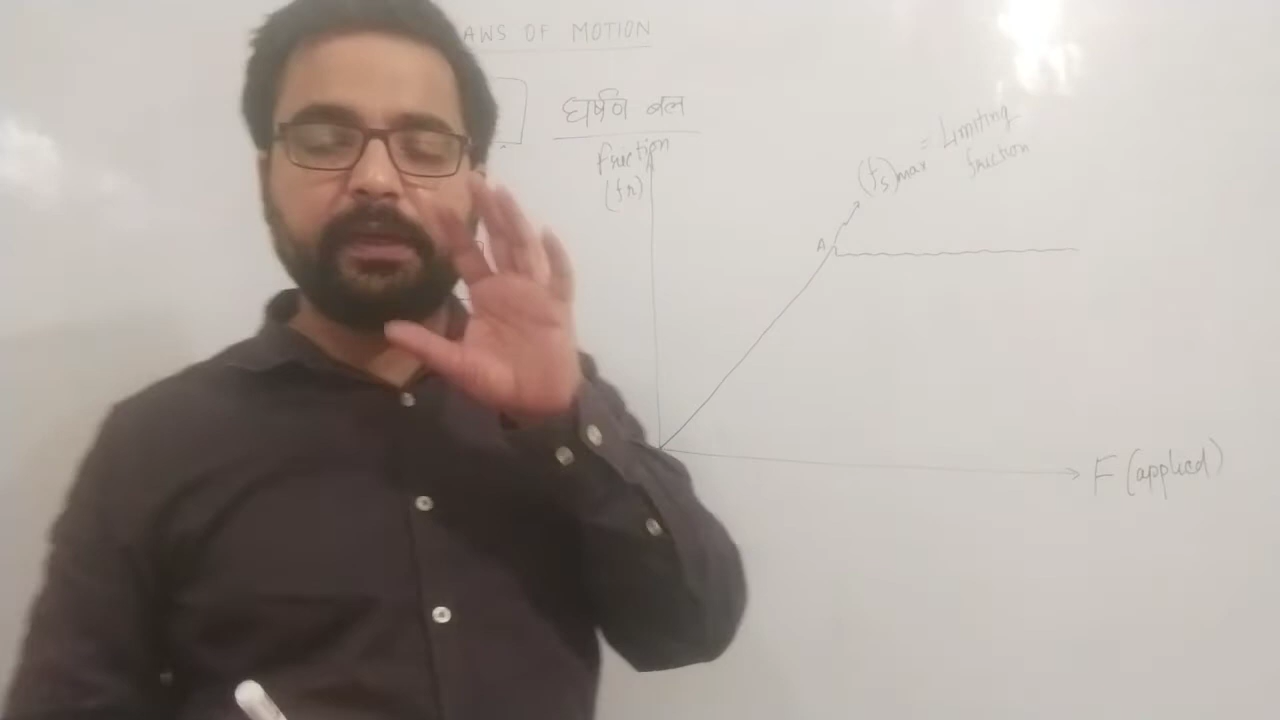 AWS OF MOTION
घर्षण बल
friction
(fr)
(fs)max = Limiting
friction
A
F (applied)